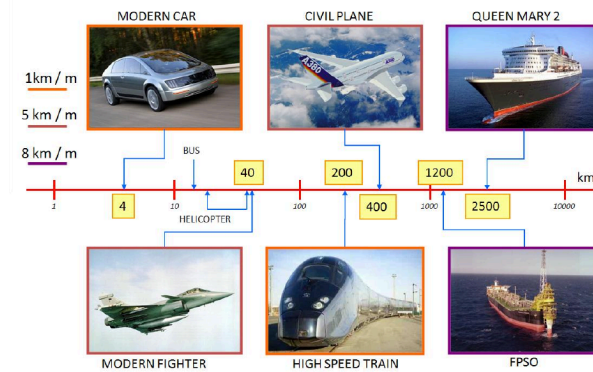 MODERN CAR
CIVIL PLANE
QUEEN MARY 2
A380
1km / m
5 km / m
8 km / m
BUS
40
200
1200
km
4
400
2500
1
10
100
1000
10000
HELICOPTER
MODERN FIGHTER
HIGH SPEED TRAIN
FPSO